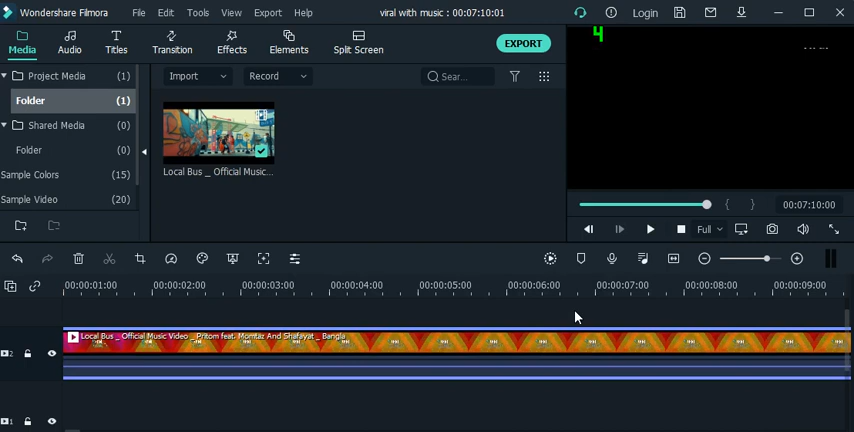 Wondershare Filmora File Edit Tools View Export Help viral with music : 00:07:10:01 Login
Media Audio Titles Transition Effects Elements Split Screen EXPORT
4
Project Media (1)
Folder (1)
Shared Media (0)
Folder (0)
Sample Colors (15)
Sample Video (20)
Import Record Sear...
Local Bus _ Official Music...
{ } 00:07:10:00
Full
00:00:01:00 00:00:02:00 00:00:03:00 00:00:04:00 00:00:05:00 00:00:06:00 00:00:07:00 00:00:08:00 00:00:09:00
Local Bus _ Official Music Video _ Pritom feat. Momtaz And Shafayat _ Bangla
2
1